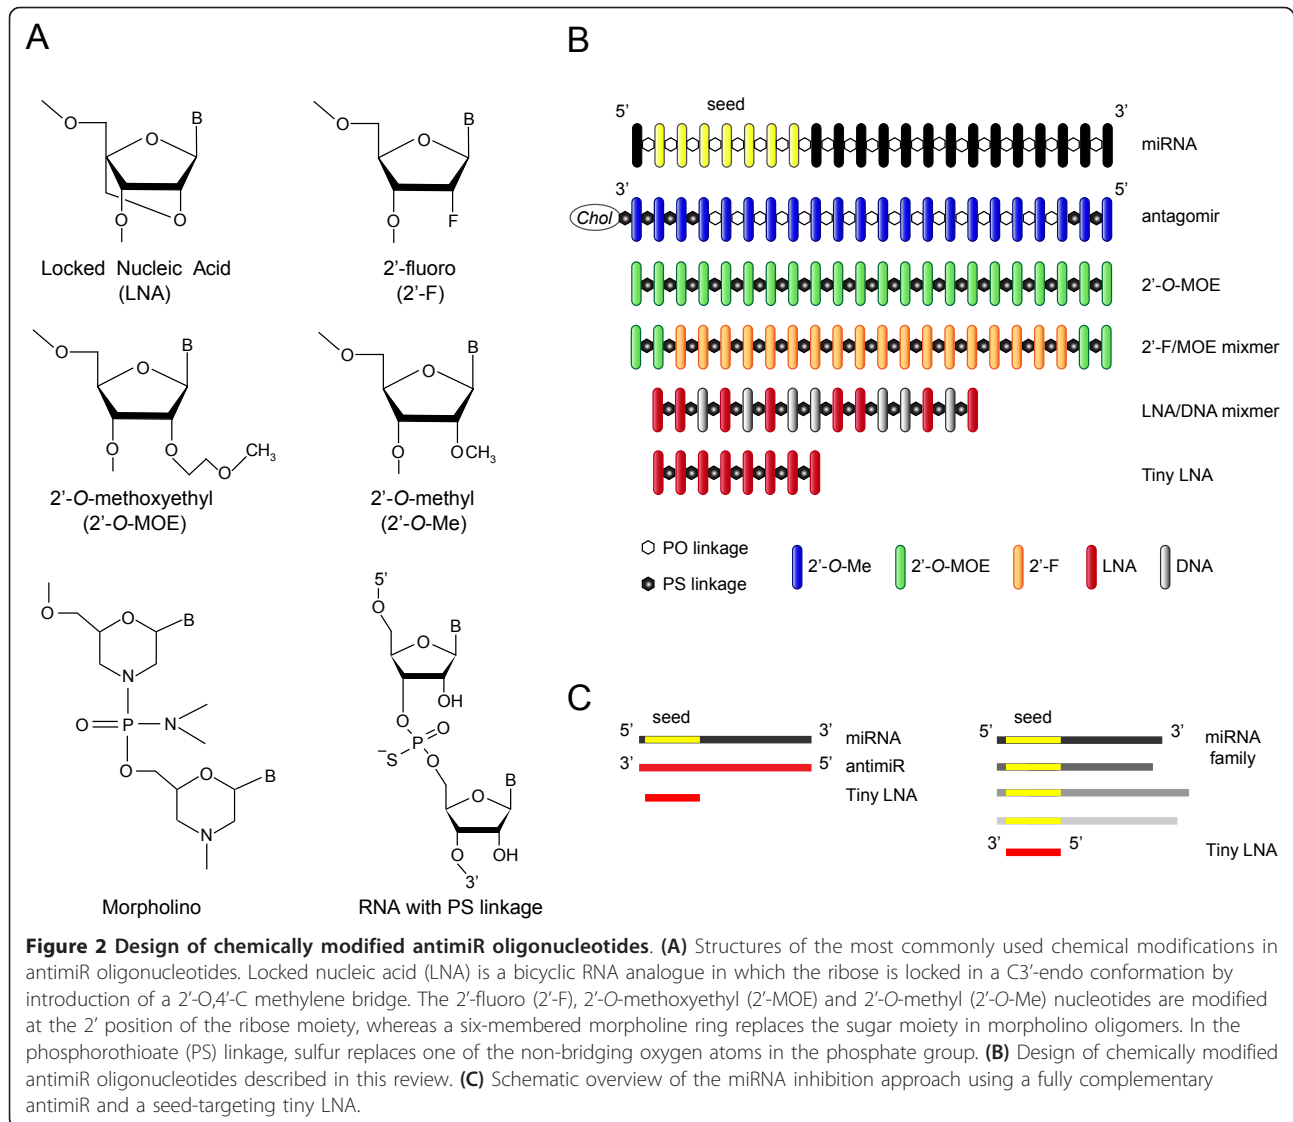 A
B
O
O
B
O
O
Locked Nucleic Acid
(LNA)
O
O
B
F
O
2'-fluoro
(2'-F)
O
O
B
O
O
O
CH3
2'-O-methoxyethyl
(2'-O-MOE)
O
O
B
O
OCH3
2'-O-methyl
(2'-O-Me)
O
O
B
N
O=P-N
O
O
B
N
Morpholino
5'
O
O
B
OH
O
P
O
−S
O
O
B
O
OH
3'
RNA with PS linkage
seed
5'
3'
miRNA
3'
5'
Chol
antagomir
2'-O-MOE
2'-F/MOE mixmer
LNA/DNA mixmer
Tiny LNA
PO linkage
PS linkage
2'-O-Me
2'-O-MOE
2'-F
LNA
DNA
C
5'
seed
3'
miRNA
3'
5'
antimiR
Tiny LNA
5'
seed
3'
miRNA
family
3'
5'
Tiny LNA
Figure 2 Design of chemically modified antimiR oligonucleotides. (A) Structures of the most commonly used chemical modifications in
antimiR oligonucleotides. Locked nucleic acid (LNA) is a bicyclic RNA analogue in which the ribose is locked in a C3'-endo conformation by
introduction of a 2'-O,4'-C methylene bridge. The 2'-fluoro (2'-F), 2'-O-methoxyethyl (2'-MOE) and 2'-O-methyl (2'-O-Me) nucleotides are modified
at the 2' position of the ribose moiety, whereas a six-membered morpholine ring replaces the sugar moiety in morpholino oligomers. In the
phosphorothioate (PS) linkage, sulfur replaces one of the non-bridging oxygen atoms in the phosphate group. (B) Design of chemically modified
antimiR oligonucleotides described in this review. (C) Schematic overview of the miRNA inhibition approach using a fully complementary
antimiR and a seed-targeting tiny LNA.